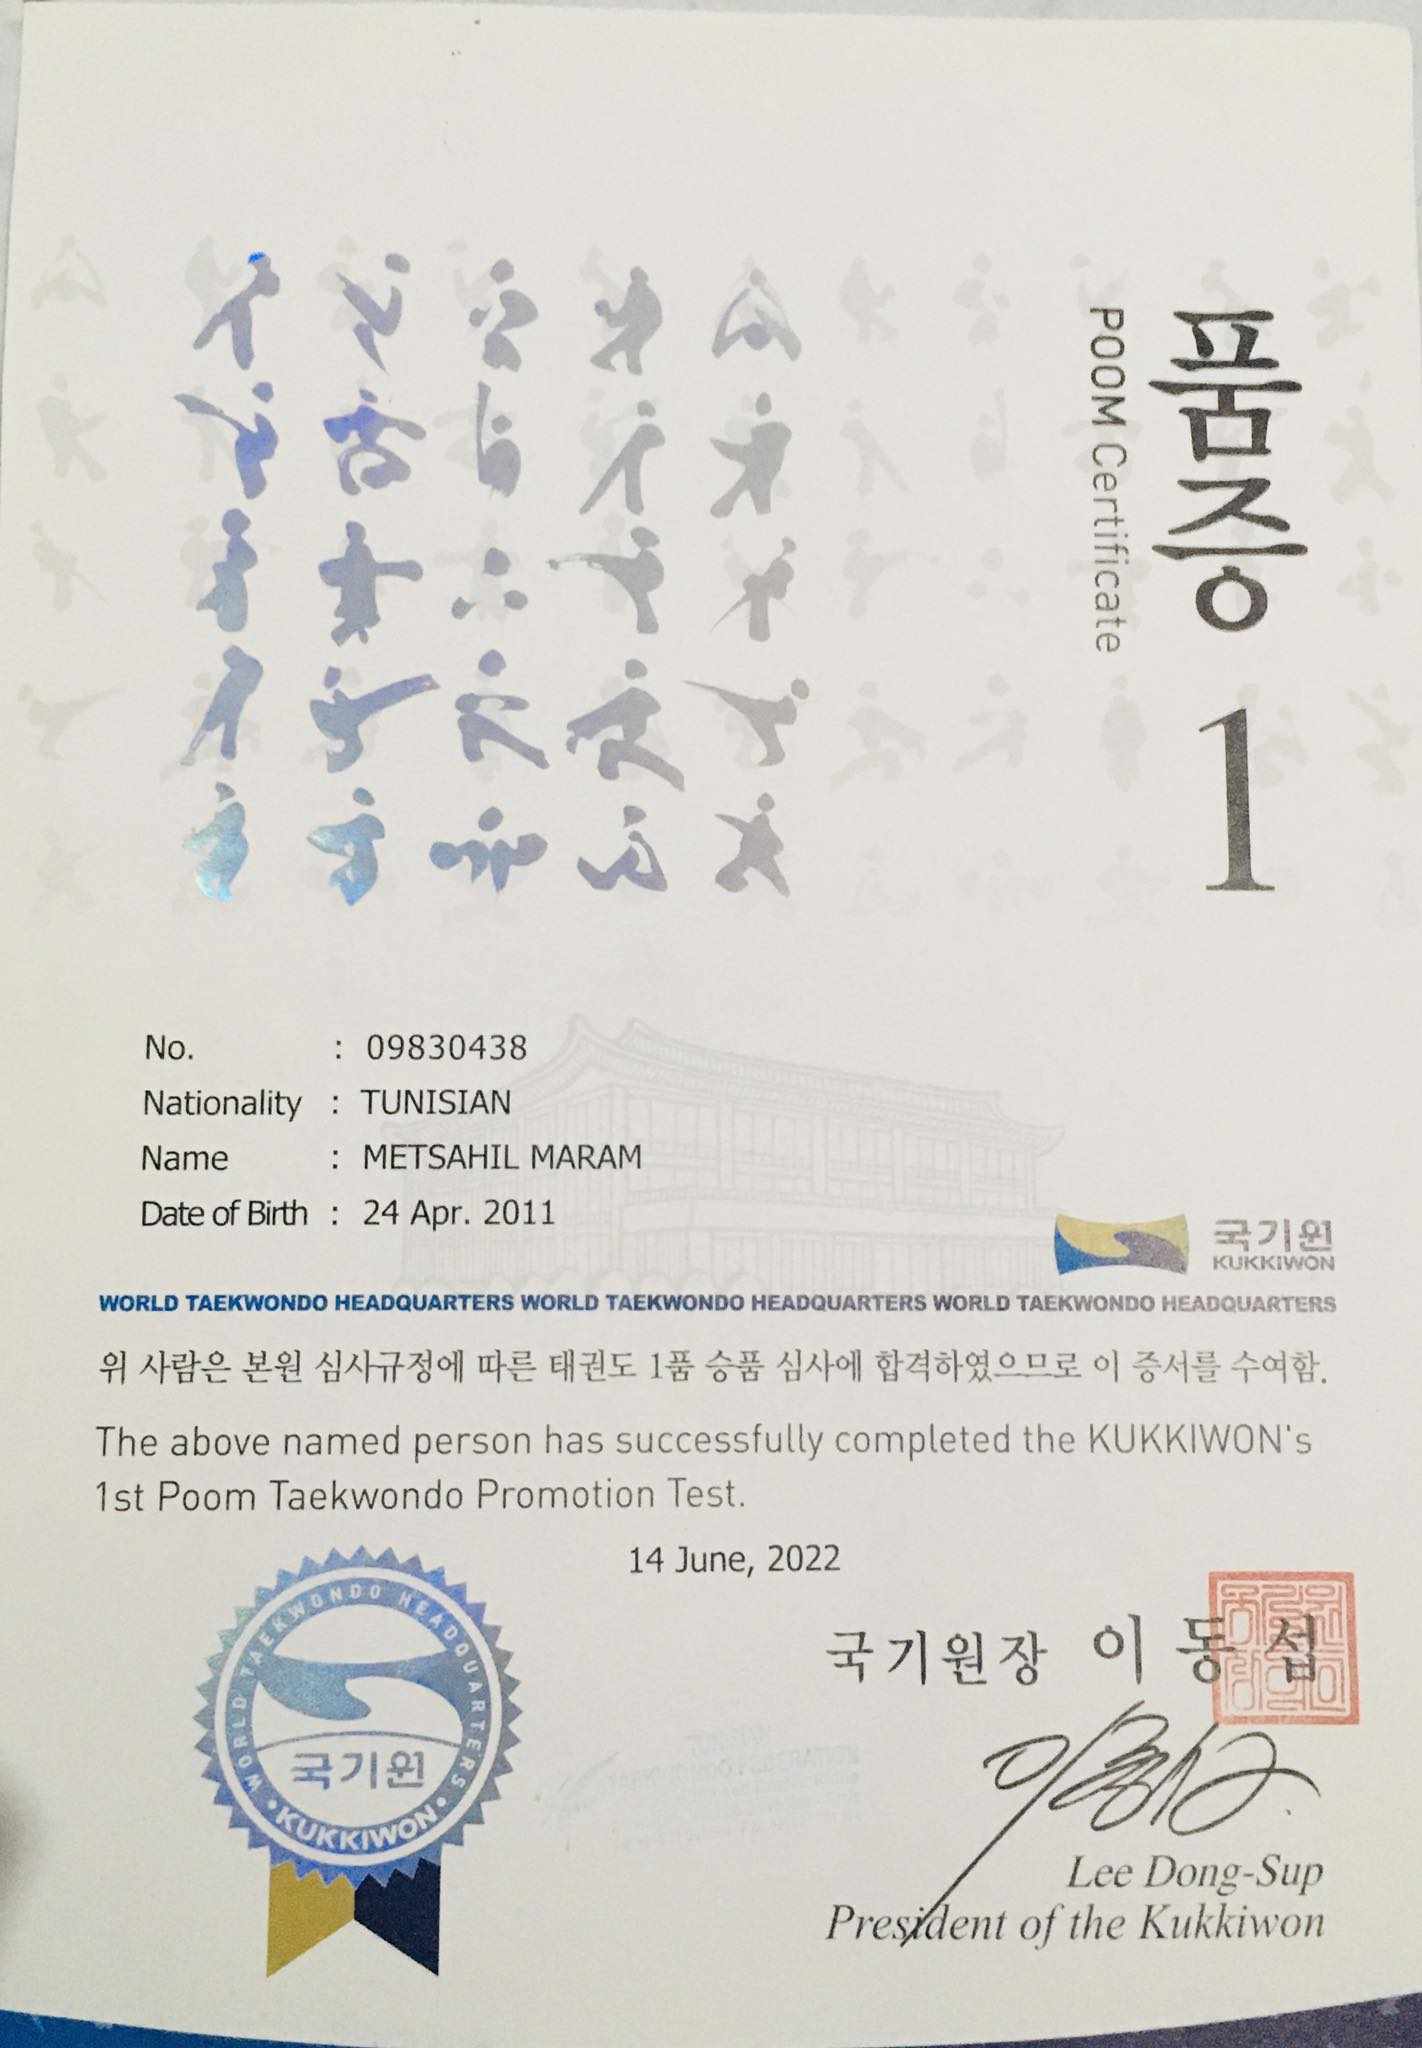 품증 1
POOM Certificate
No. : 09830438
Nationality : TUNISIAN
Name : METSAHIL MARAM
Date of Birth : 24 Apr. 2011
국기원
KUKKIWON
WORLD TAEKWONDO HEADQUARTERS WORLD TAEKWONDO HEADQUARTERS WORLD TAEKWONDO HEADQUARTERS
위 사람은 본원 심사규정에 따른 태권도 1품 승품 심사에 합격하였으므로 이 증서를 수여함.
The above named person has successfully completed the KUKKIWON's
1st Poom Taekwondo Promotion Test.
14 June, 2022
WORLD TAEKWONDO HEADQUARTERS
국기원
• KUKKIWON •
국기원장 이동섭
Lee Dong-Sup
President of the Kukkiwon